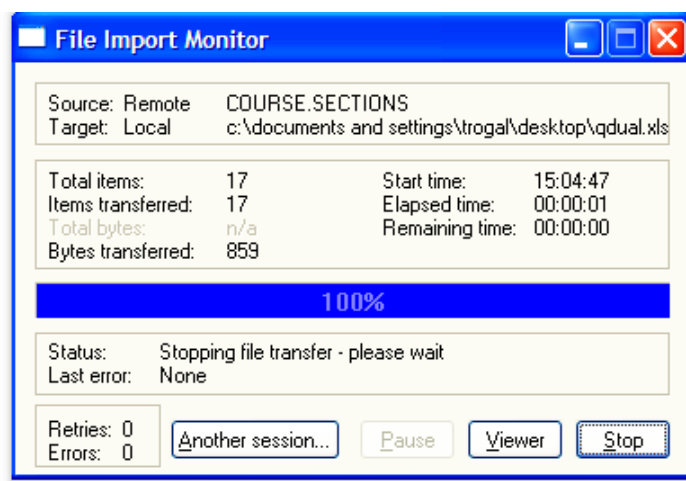 File Import Monitor
Source: Remote COURSE.SECTIONS
Target: Local c:\documents and settings\trogal\desktop\qdual.xls
Total items: 17 Start time: 15:04:47
Items transferred: 17 Elapsed time: 00:00:01
Total bytes: n/a Remaining time: 00:00:00
Bytes transferred: 859
100%
Status: Stopping file transfer - please wait
Last error: None
Retries: 0
Errors: 0
Another session... Pause Viewer Stop